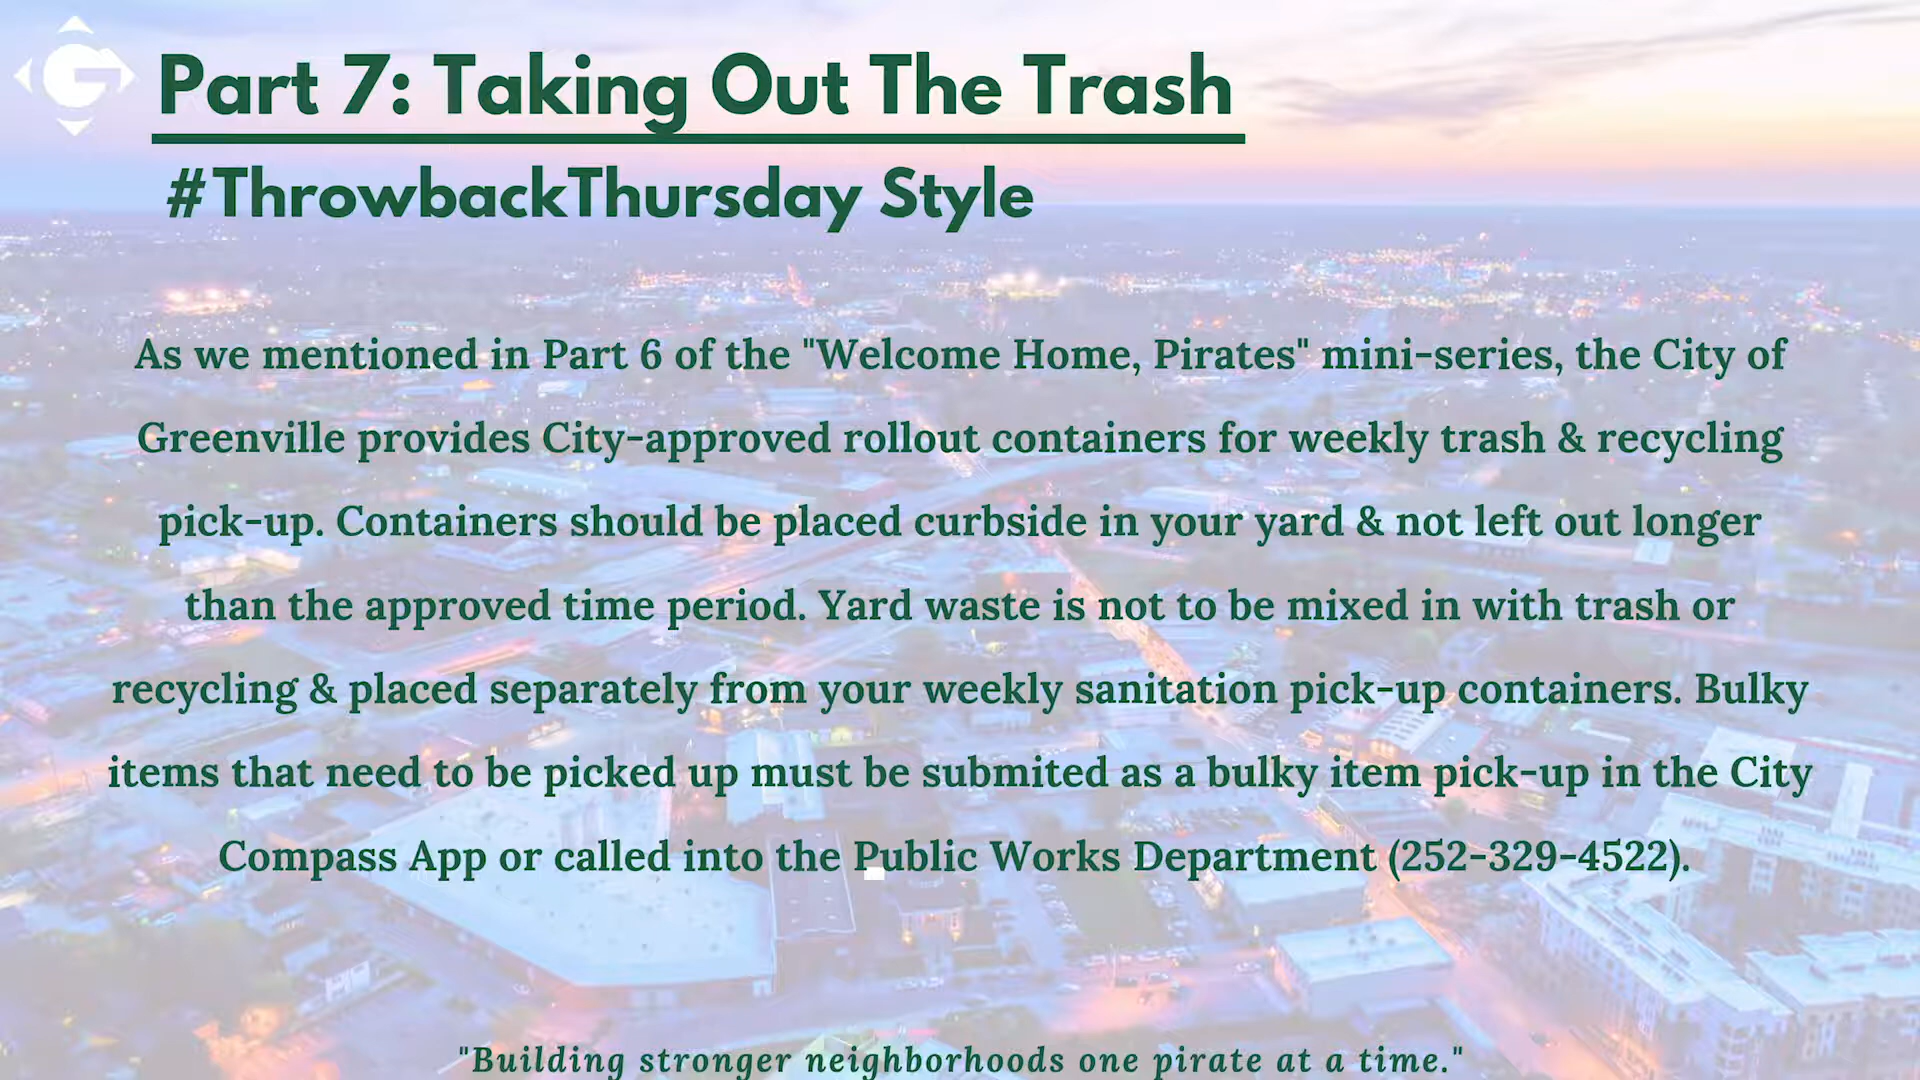 G
Part 7: Taking Out The Trash
#ThrowbackThursday Style
As we mentioned in Part 6 of the "Welcome Home, Pirates" mini-series, the City of
Greenville provides City-approved rollout containers for weekly trash & recycling
pick-up. Containers should be placed curbside in your yard & not left out longer
than the approved time period. Yard waste is not to be mixed in with trash or
recycling & placed separately from your weekly sanitation pick-up containers. Bulky
items that need to be picked up must be submited as a bulky item pick-up in the City
Compass App or called into the Public Works Department (252-329-4522).
"Building stronger neighborhoods one pirate at a time."